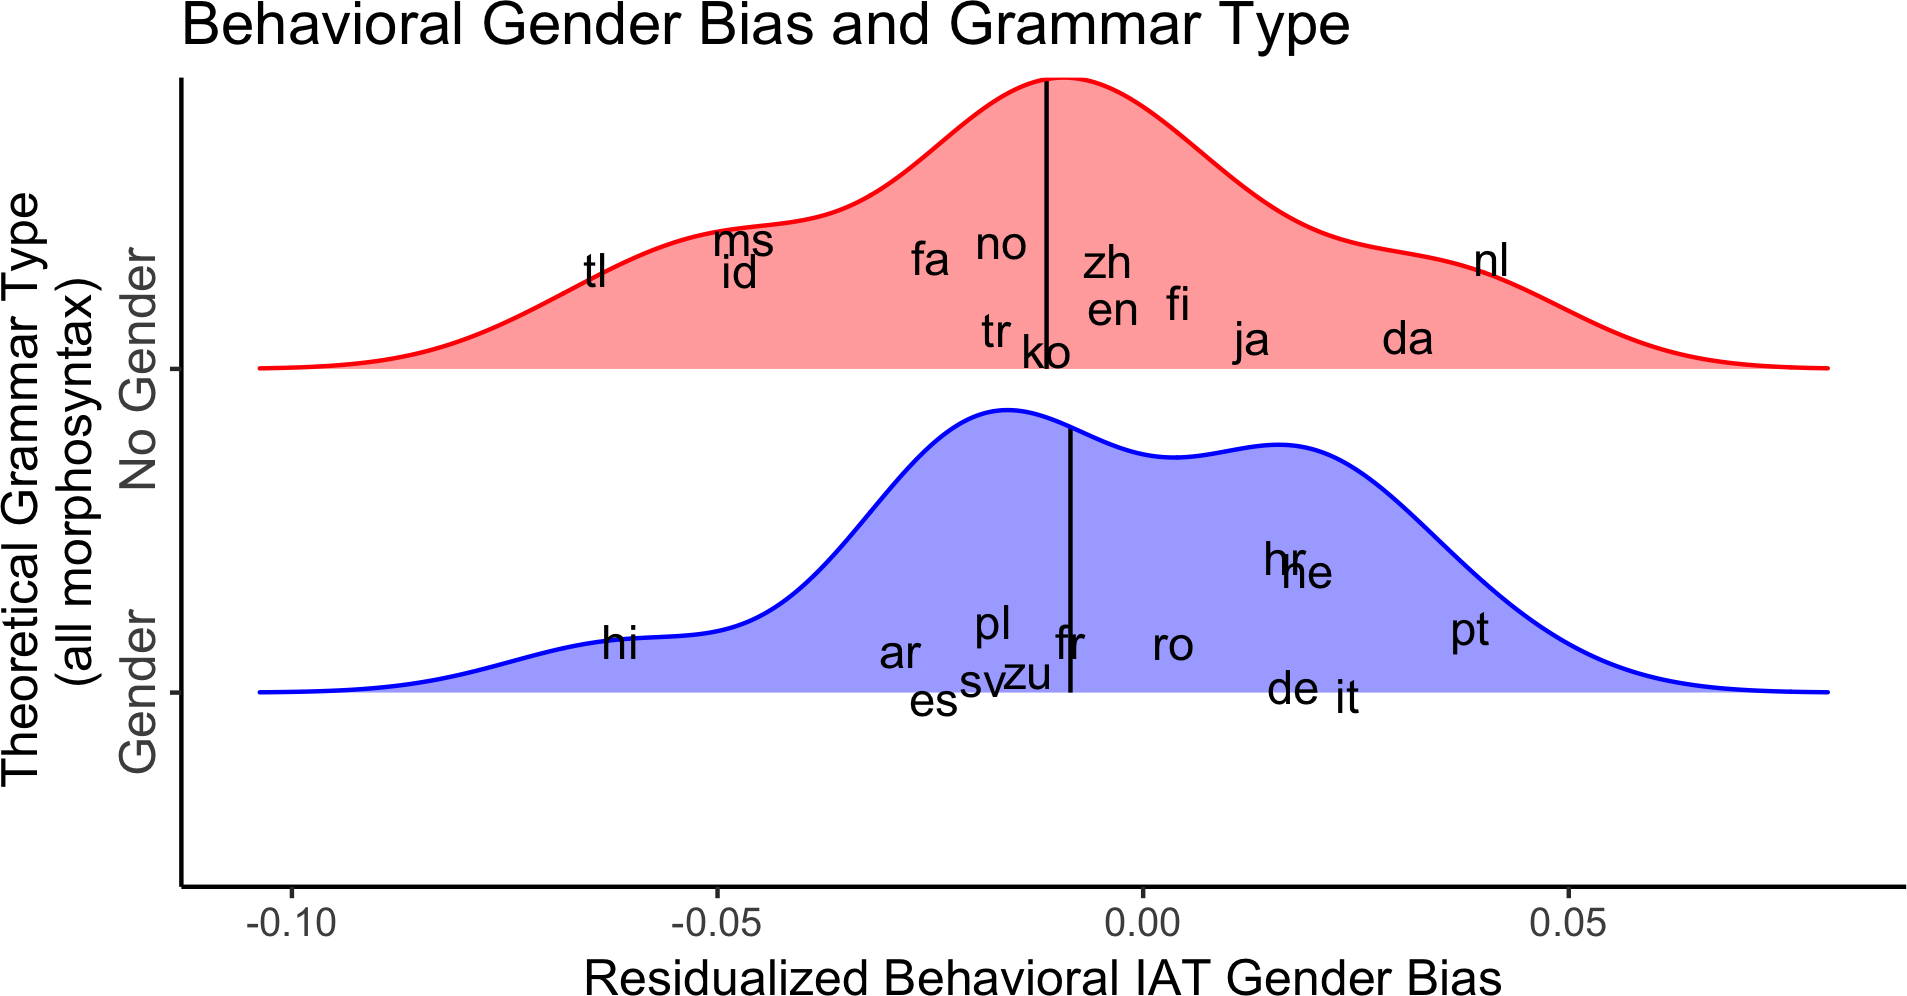 Behavioral Gender Bias and Grammar Type
Theoretical Grammar Type
(all morphosyntax)
No Gender
Gender
tl
ms
id
fa
no
tr
ko
zh
en
fi
ja
da
nl
hi
ar
es
pl
sv
zu
fr
ro
hr
he
de
it
pt
-0.10
-0.05
0.00
0.05
Residualized Behavioral IAT Gender Bias